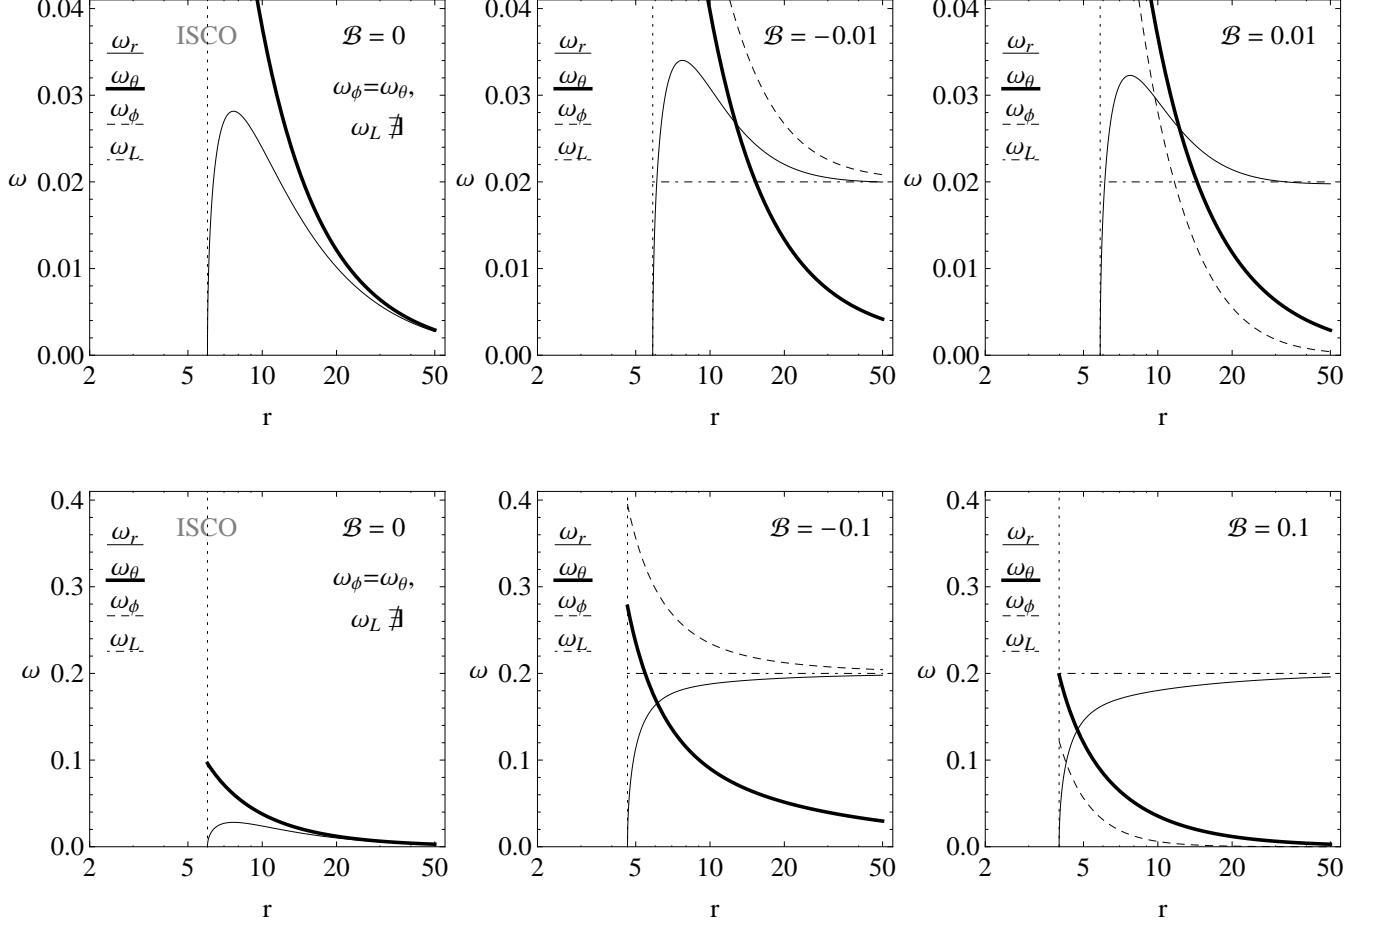 0.04
0.03
0.02
0.01
0.00
ω
ω_r
ω_θ
ω_ϕ
ω_L
ISCO
ℬ = 0
ω_ϕ=ω_θ,
ω_L ∄
2 5 10 20 50
r
0.04
0.03
0.02
0.01
0.00
ω
ω_r
ω_θ
ω_ϕ
ω_L
ℬ = −0.01
2 5 10 20 50
r
0.04
0.03
0.02
0.01
0.00
ω
ω_r
ω_θ
ω_ϕ
ω_L
ℬ = 0.01
2 5 10 20 50
r
0.4
0.3
0.2
0.1
0.0
ω
ω_r
ω_θ
ω_ϕ
ω_L
ISCO
ℬ = 0
ω_ϕ=ω_θ,
ω_L ∄
2 5 10 20 50
r
0.4
0.3
0.2
0.1
0.0
ω
ω_r
ω_θ
ω_ϕ
ω_L
ℬ = −0.1
2 5 10 20 50
r
0.4
0.3
0.2
0.1
0.0
ω
ω_r
ω_θ
ω_ϕ
ω_L
ℬ = 0.1
2 5 10 20 50
r